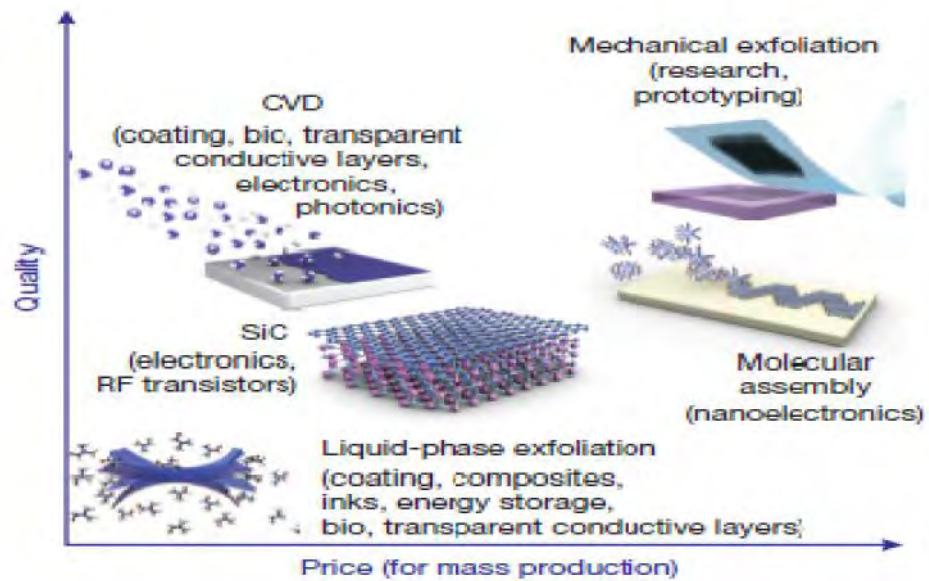 Quality
Mechanical exfoliation
(research,
prototyping)
CVD
(coating, bio, transparent
conductive layers,
electronics,
photonics)
SiC
(electronics,
RF transistors)
Molecular
assembly
(nanoelectronics)
Liquid-phase exfoliation
(coating, composites,
inks, energy storage,
bio, transparent conductive layers)
Price (for mass production)